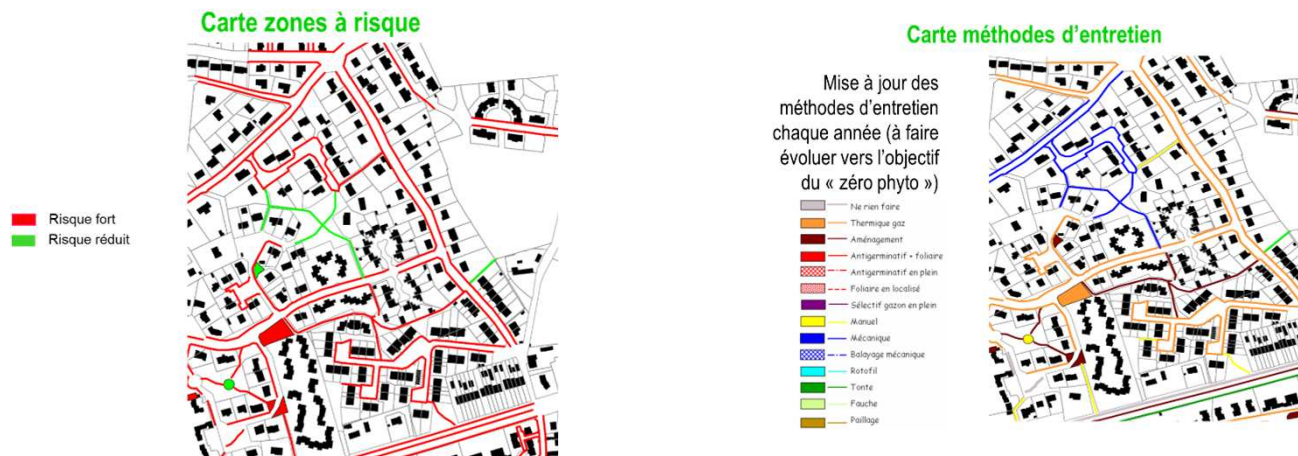 Carte zones à risque
Risque fort
Risque réduit
Carte méthodes d'entretien
Mise à jour des
méthodes d'entretien
chaque année (à faire
évoluer vers l'objectif
du « zéro phyto »)
Ne rien faire
Thermique gaz
Aménagement
Antigerminatif + foliaire
Antigerminatif en plein
Foliaire en localisé
Sélectif gazon en plein
Manuel
Mécanique
Balayage mécanique
Rotofil
Tonte
Fauche
Paillage